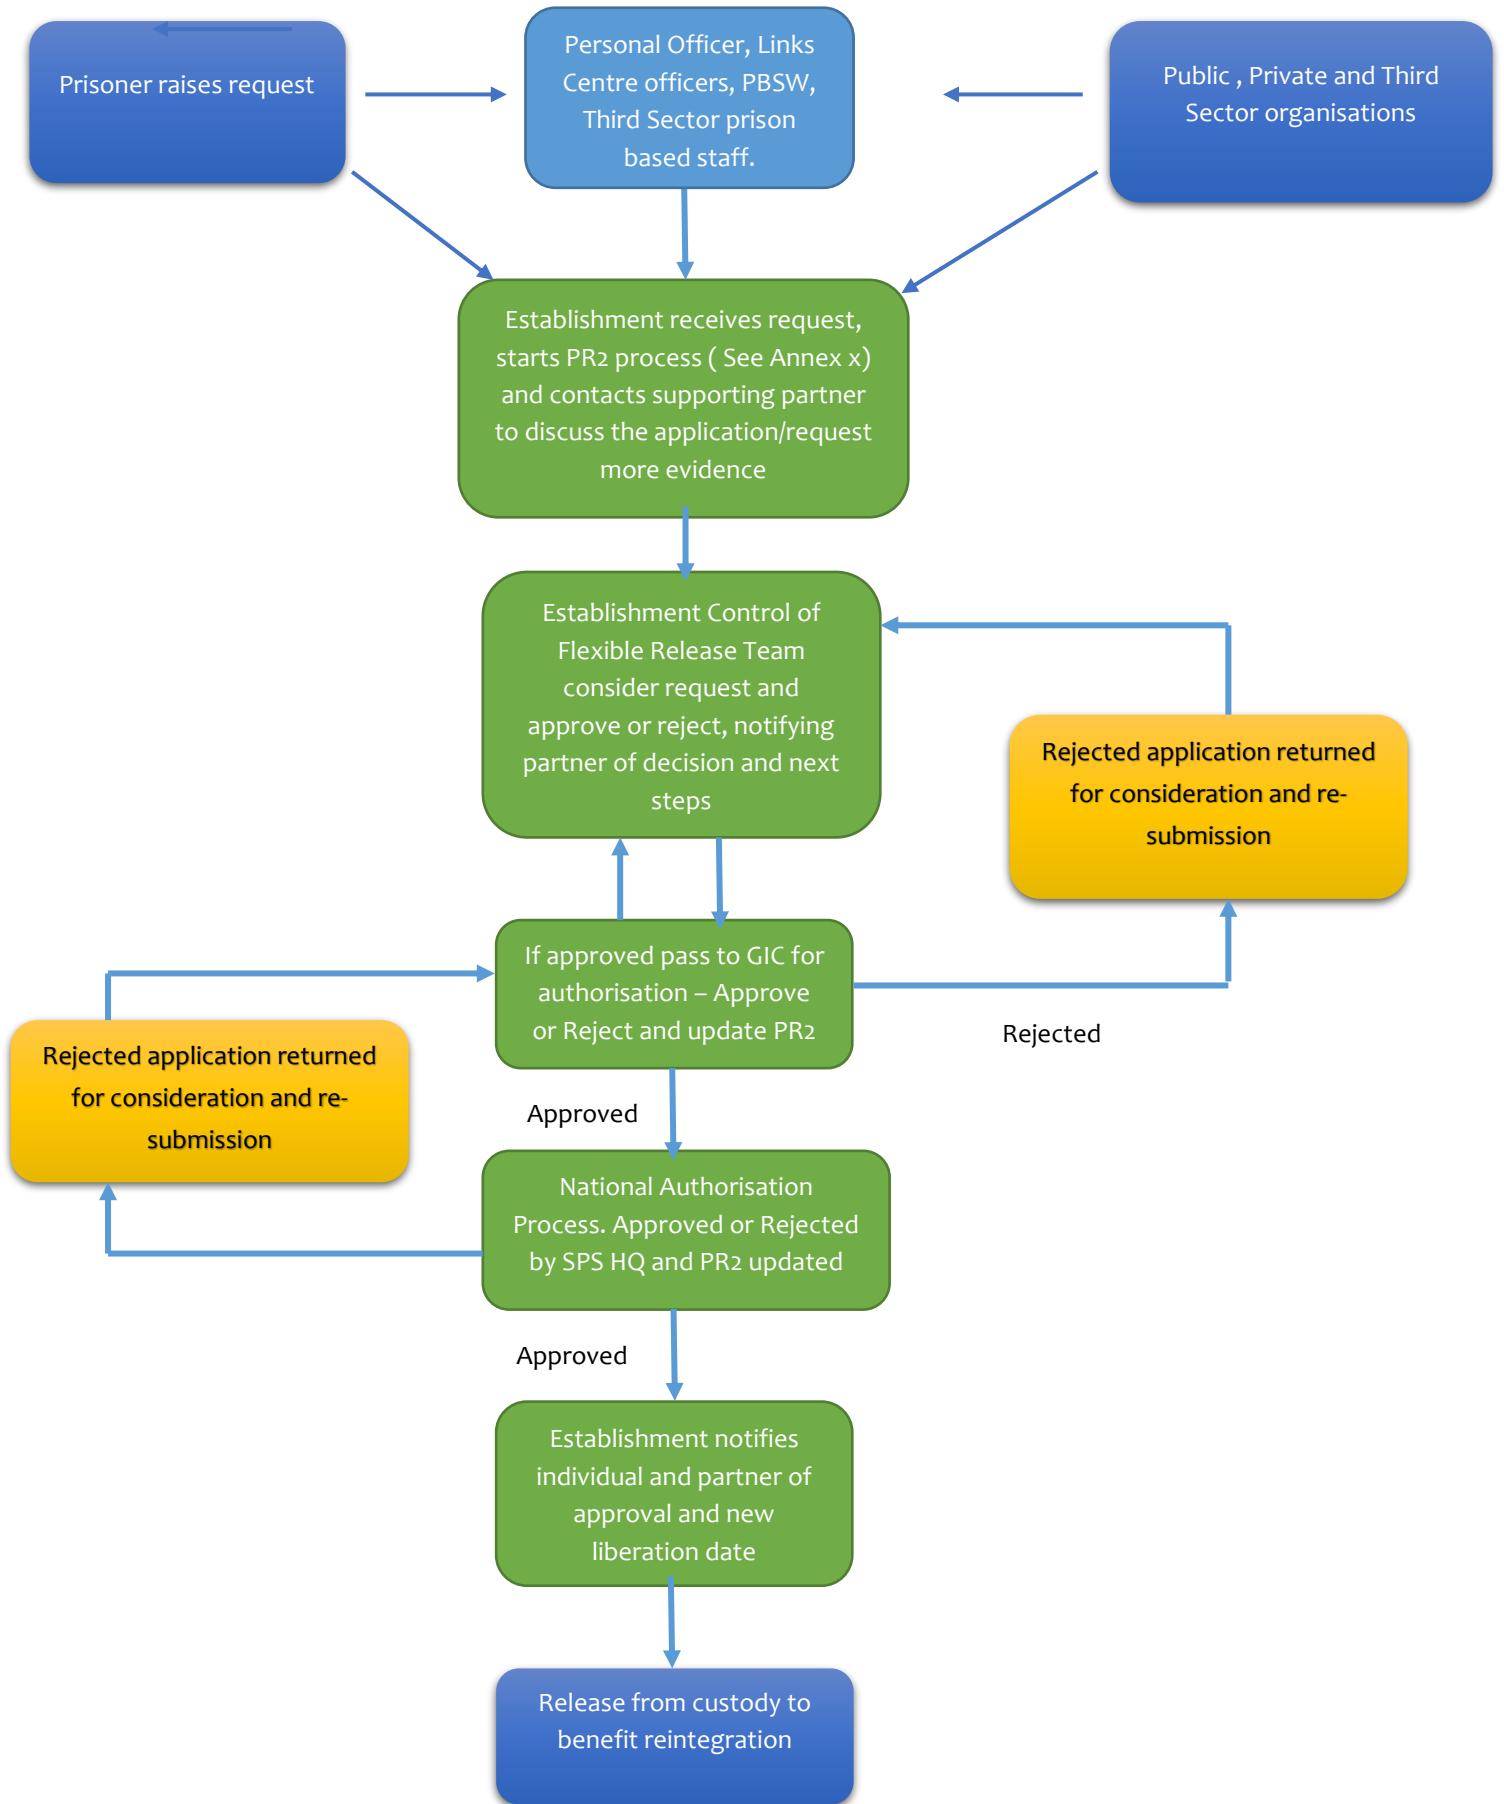 Prisoner raises request
Personal Officer, Links
Centre officers, PBSW,
Third Sector prison
based staff.
Public , Private and Third
Sector organisations
Establishment receives request,
starts PR2 process ( See Annex x)
and contacts supporting partner
to discuss the application/request
more evidence
Establishment Control of
Flexible Release Team
consider request and
approve or reject, notifying
partner of decision and next
steps
Rejected application returned
for consideration and re-
submission
If approved pass to GIC for
authorisation – Approve
or Reject and update PR2
Rejected
Rejected application returned
for consideration and re-
submission
Approved
National Authorisation
Process. Approved or Rejected
by SPS HQ and PR2 updated
Approved
Establishment notifies
individual and partner of
approval and new
liberation date
Release from custody to
benefit reintegration